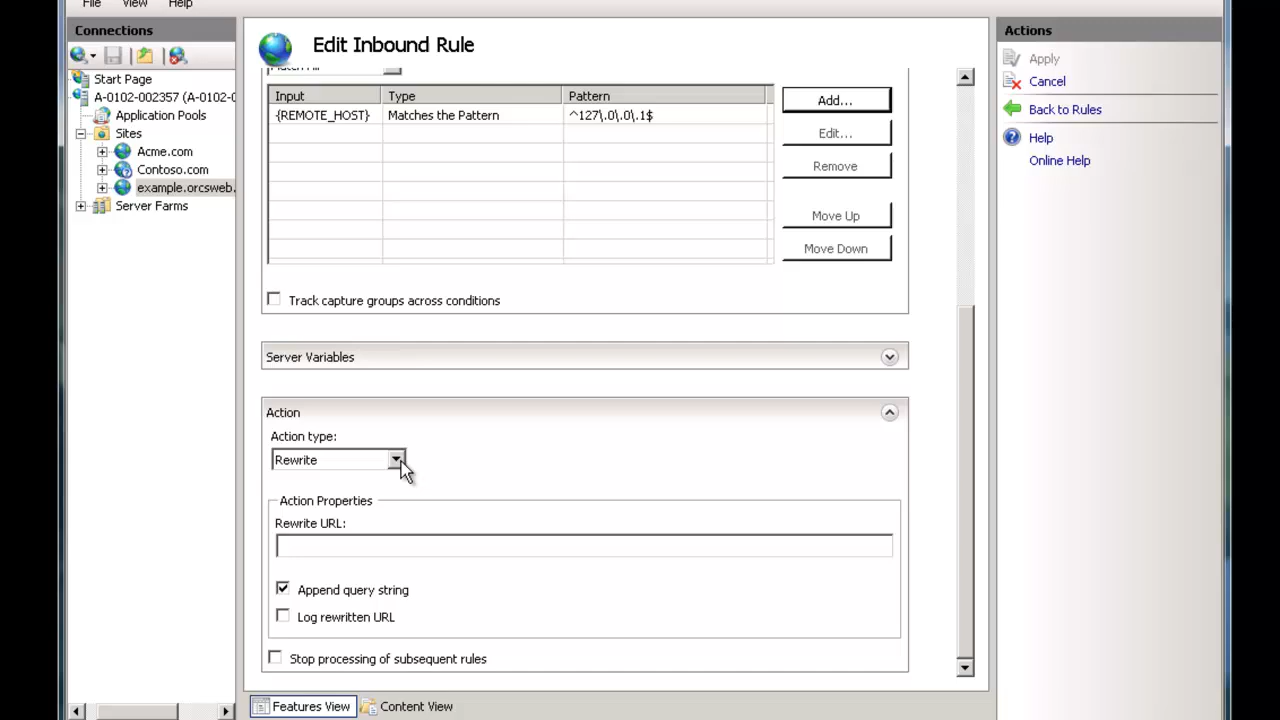 File View Help
Connections
Edit Inbound Rule
Actions
Start Page
A-0102-002357 (A-0102-0
Application Pools
Sites
Acme.com
Contoso.com
example.orcsweb.
Server Farms
Input Type Pattern
{REMOTE_HOST} Matches the Pattern ^127\.0\.0\.1$
Add...
Edit...
Remove
Move Up
Move Down
Track capture groups across conditions
Server Variables
Action
Action type:
Rewrite
Action Properties
Rewrite URL:
Append query string
Log rewritten URL
Stop processing of subsequent rules
Features View Content View
Apply
Cancel
Back to Rules
Help
Online Help